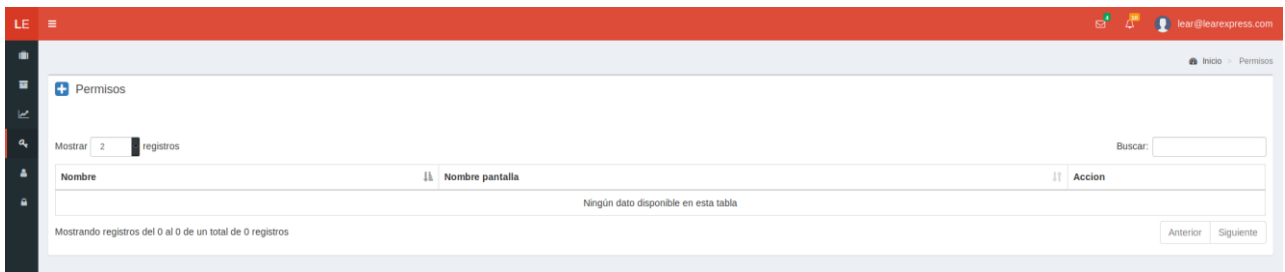 LE lear@learexpress.com
Inicio > Permisos
Permisos
Mostrar 2 registros Buscar:
Nombre Nombre pantalla Accion
Ningún dato disponible en esta tabla
Mostrando registros del 0 al 0 de un total de 0 registros Anterior Siguiente